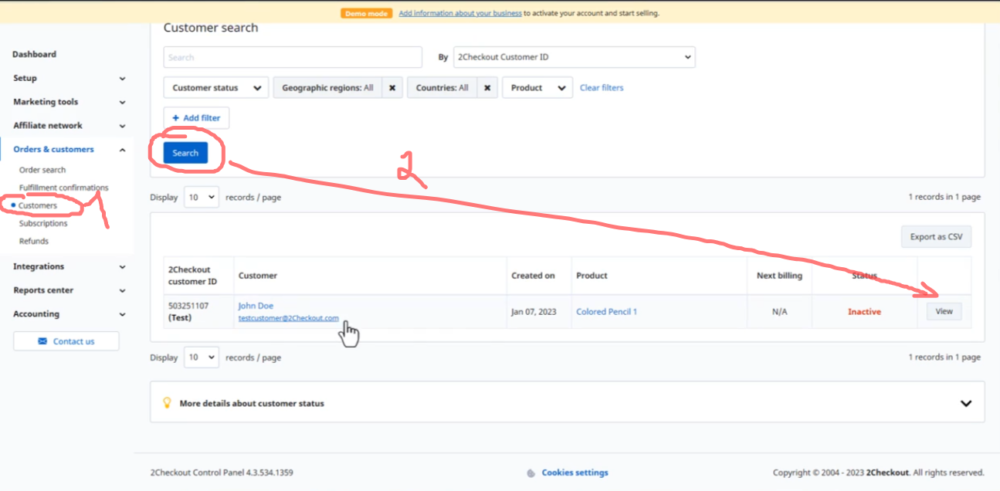 Demo mode Add information about your business to activate your account and start selling.
Customer search
Dashboard
Search By 2Checkout Customer ID
Setup
Customer status Geographic regions: All × Countries: All × Product Clear filters
Marketing tools
+ Add filter
Affiliate network
Orders & customers
Search
2
Order search
Fulfillment confirmations
Display 10 records / page 1 records in 1 page
Customers
1
Subscriptions
Export as CSV
Refunds
Integrations
2Checkout customer ID Customer Created on Product Next billing Status
Reports center
503251107 (Test) John Doe testcustomer@2Checkout.com Jan 07, 2023 Colored Pencil 1 N/A Inactive View
Accounting
Contact us
Display 10 records / page 1 records in 1 page
More details about customer status
2Checkout Control Panel 4.3.534.1359 Cookies settings Copyright © 2004 - 2023 2Checkout. All rights reserved.